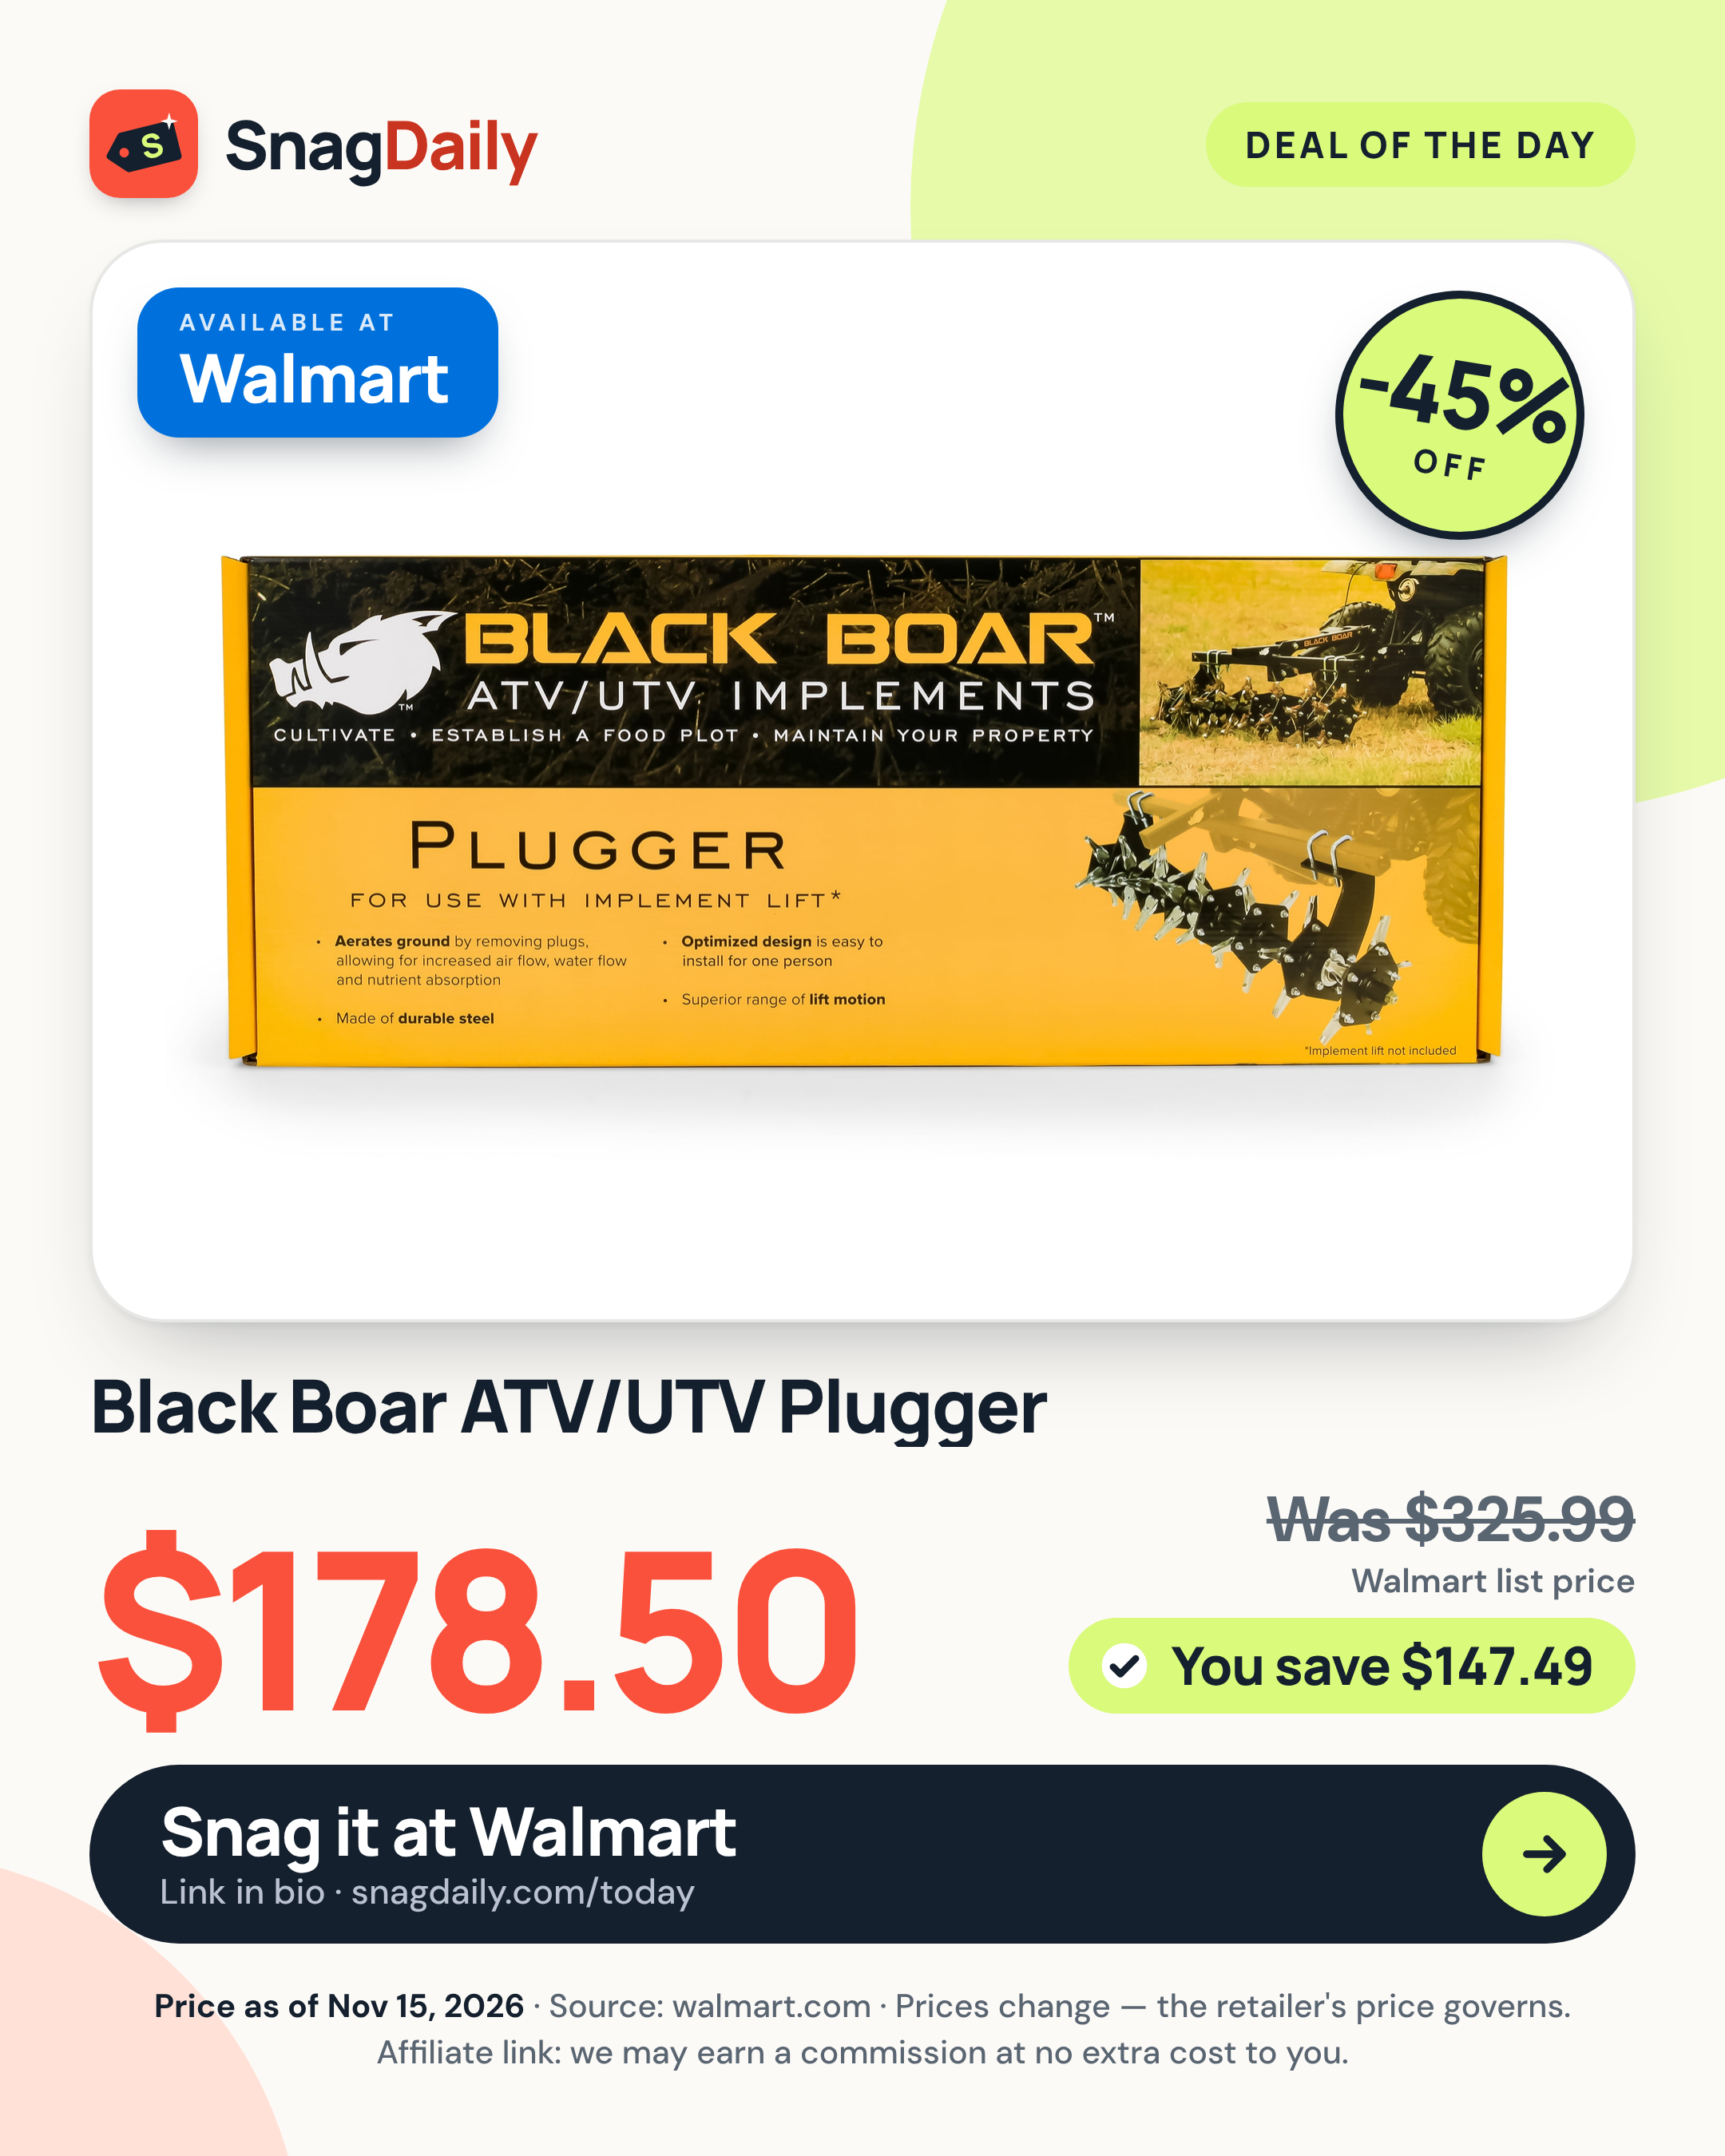 S
SnagDaily
DEAL OF THE DAY
AVAILABLE AT
Walmart
-45%
OFF
BLACK BOAR™
ATV/UTV IMPLEMENTS
™
CULTIVATE • ESTABLISH A FOOD PLOT • MAINTAIN YOUR PROPERTY
BLACK BOAR
PLUGGER
FOR USE WITH IMPLEMENT LIFT*
• Aerates ground by removing plugs,
allowing for increased air flow, water flow
and nutrient absorption
• Made of durable steel
• Optimized design is easy to
install for one person
• Superior range of lift motion
*Implement lift not included
Black Boar ATV/UTV Plugger
$178.50
Was $325.99
Walmart list price
You save $147.49
Snag it at Walmart
Link in bio · snagdaily.com/today
Price as of Nov 15, 2026 · Source: walmart.com · Prices change — the retailer's price governs.
Affiliate link: we may earn a commission at no extra cost to you.